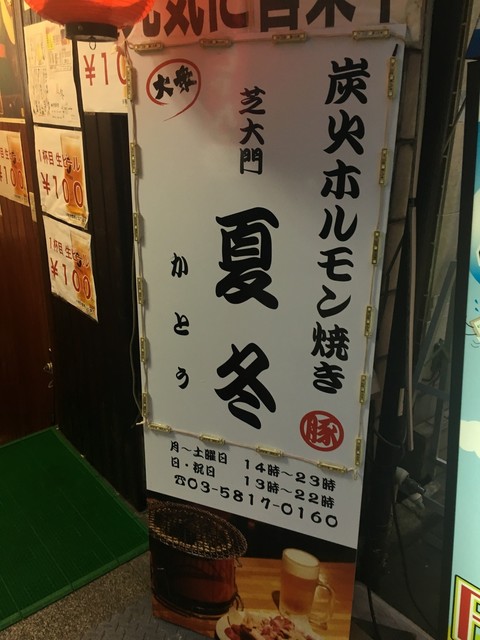 元気に営業中
大衆
炭火ホルモン焼き
豚
芝大門
夏冬
かとう
月～土曜日 14時～23時
日・祝日 13時～22時
☎03-5817-0160
¥10
1杯目 生ビール
¥100
1杯目 生ビール
¥100